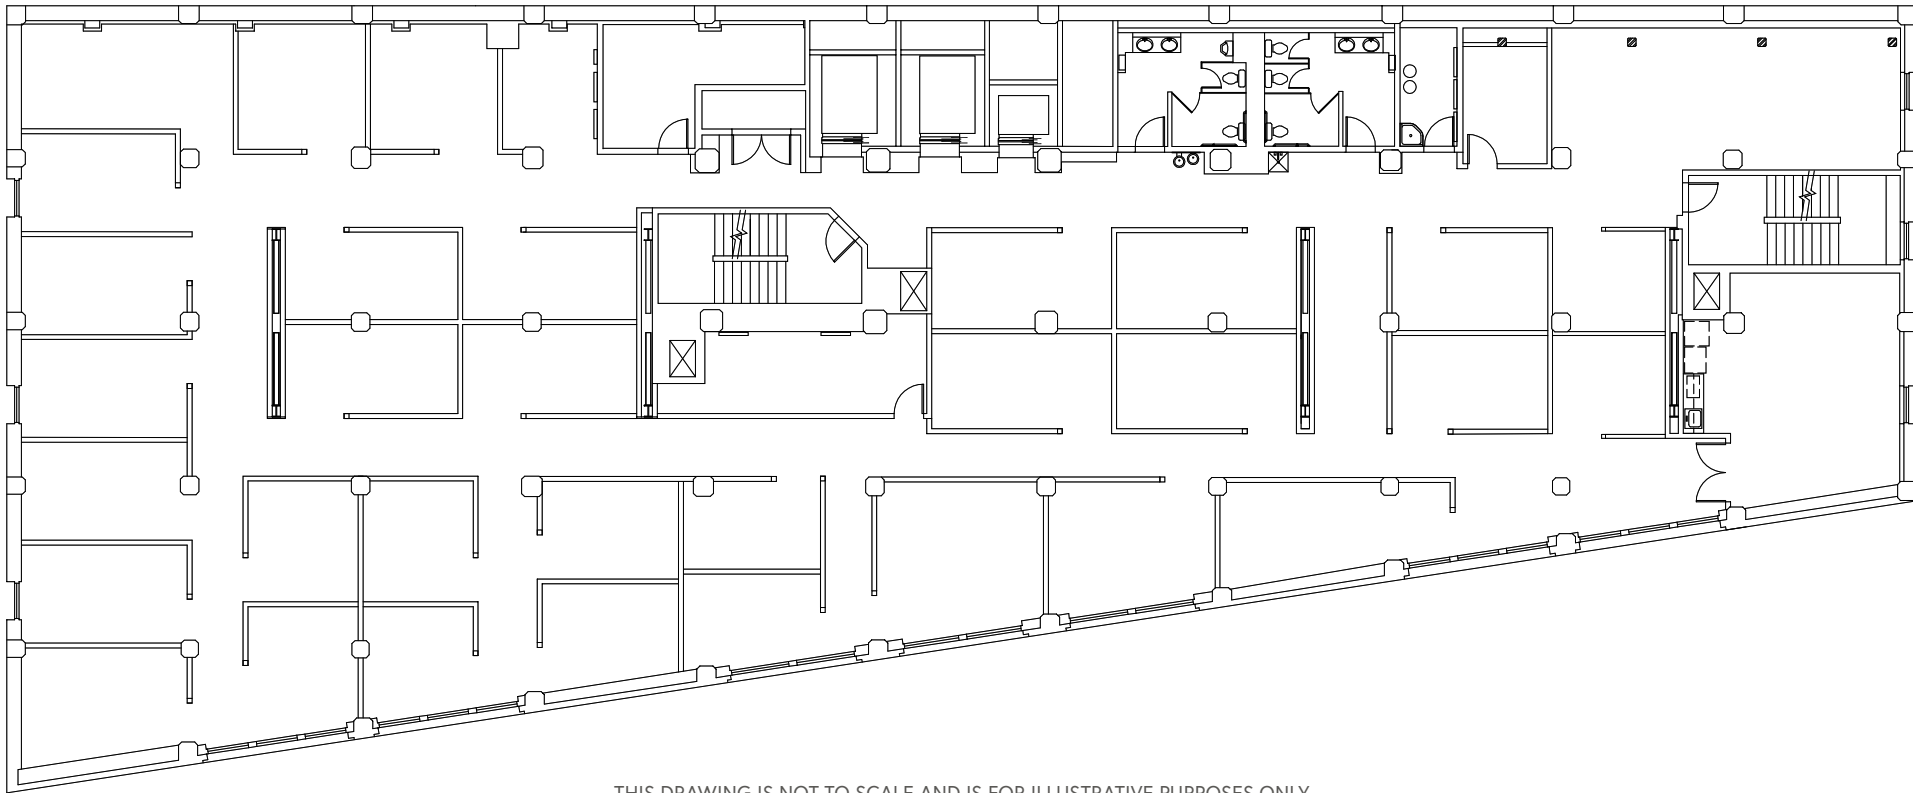 THIS DRAWING IS NOT TO SCALE AND IS FOR ILLUSTRATIVE PURPOSES ONLY